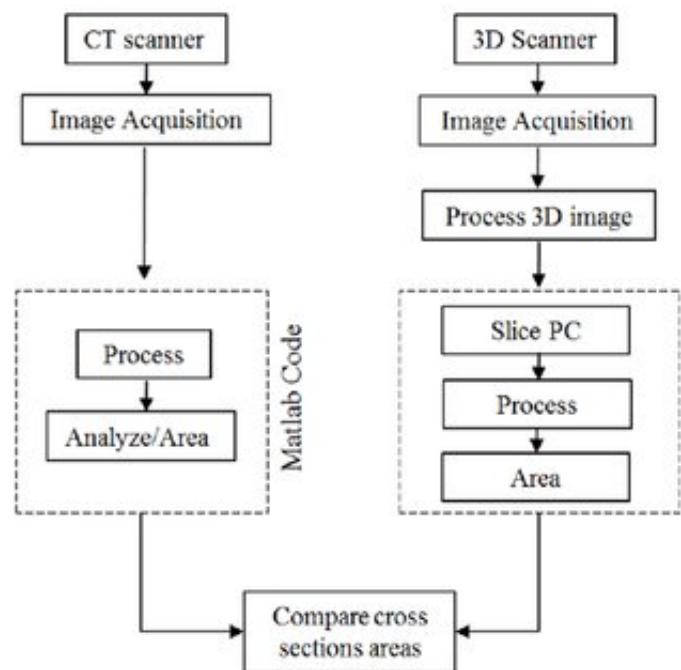 CT scanner
Image Acquisition
Process
Analyze/Area
Matlab Code
3D Scanner
Image Acquisition
Process 3D image
Slice PC
Process
Area
Compare cross
sections areas